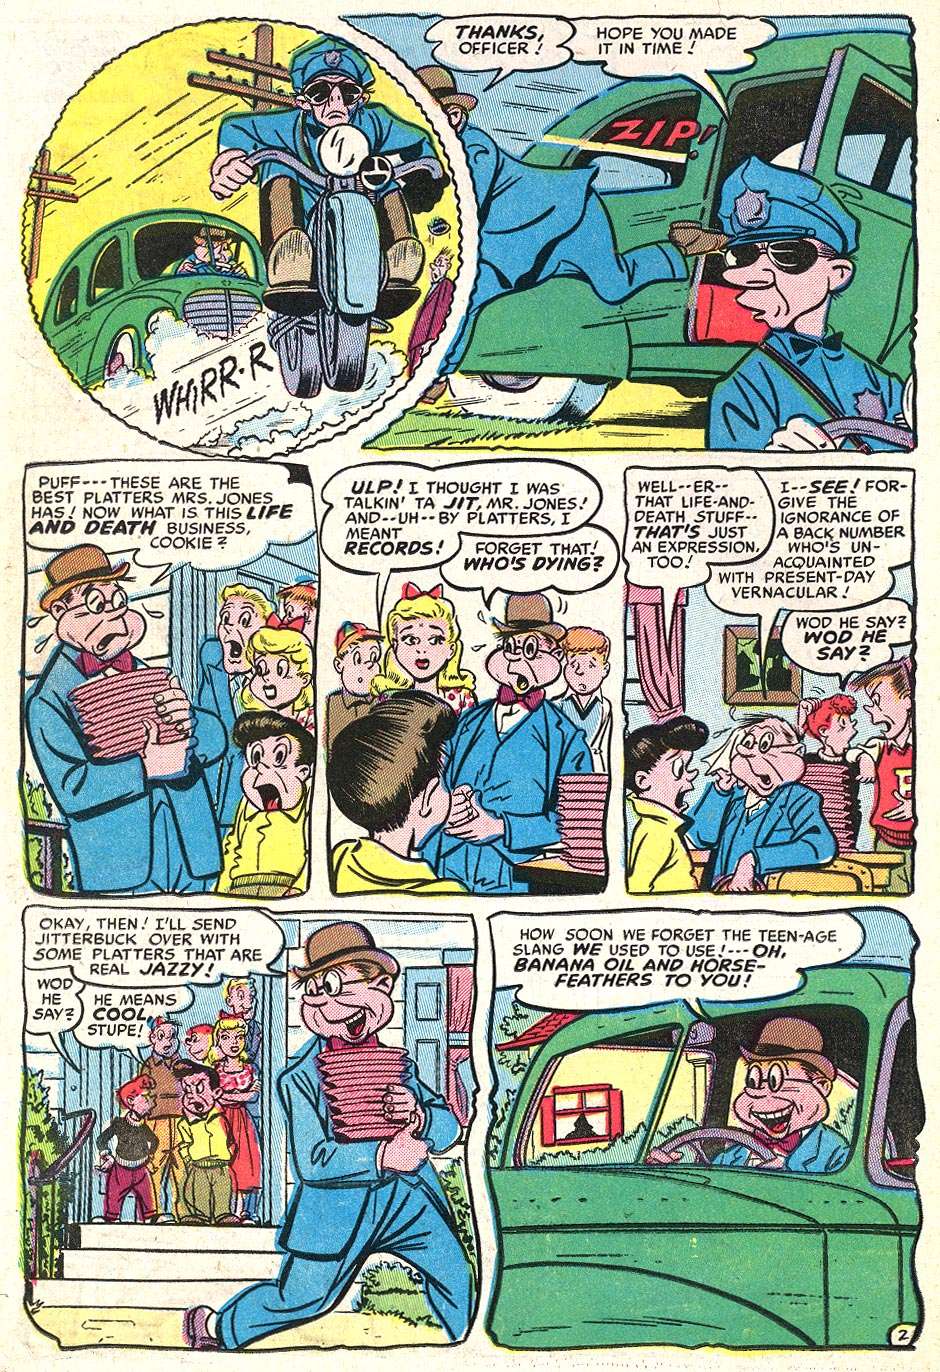 WHIRR-R
THANKS,
OFFICER!
HOPE YOU MADE
IT IN TIME!
ZIP!
PUFF---THESE ARE THE
BEST PLATTERS MRS. JONES
HAS! NOW WHAT IS THIS LIFE
AND DEATH BUSINESS,
COOKIE?
ULP! I THOUGHT I WAS
TALKIN' TA JIT, MR. JONES!
AND--UH--BY PLATTERS, I
MEANT
RECORDS!
FORGET THAT!
WHO'S DYING?
WELL--ER--
THAT LIFE-AND-
DEATH STUFF--
THAT'S JUST
AN EXPRESSION,
TOO!
I---SEE! FOR-
GIVE THE
IGNORANCE OF
A BACK NUMBER
WHO'S UN-
ACQUAINTED
WITH PRESENT-DAY
VERNACULAR!
WOD HE SAY?
WOD HE
SAY?
OKAY, THEN! I'LL SEND
JITTERBUCK OVER WITH
SOME PLATTERS THAT ARE
REAL JAZZY!
WOD
HE
SAY?
HE MEANS
COOL,
STUPE!
HOW SOON WE FORGET THE TEEN-AGE
SLANG WE USED TO USE!---OH,
BANANA OIL AND HORSE-
FEATHERS TO YOU!
2